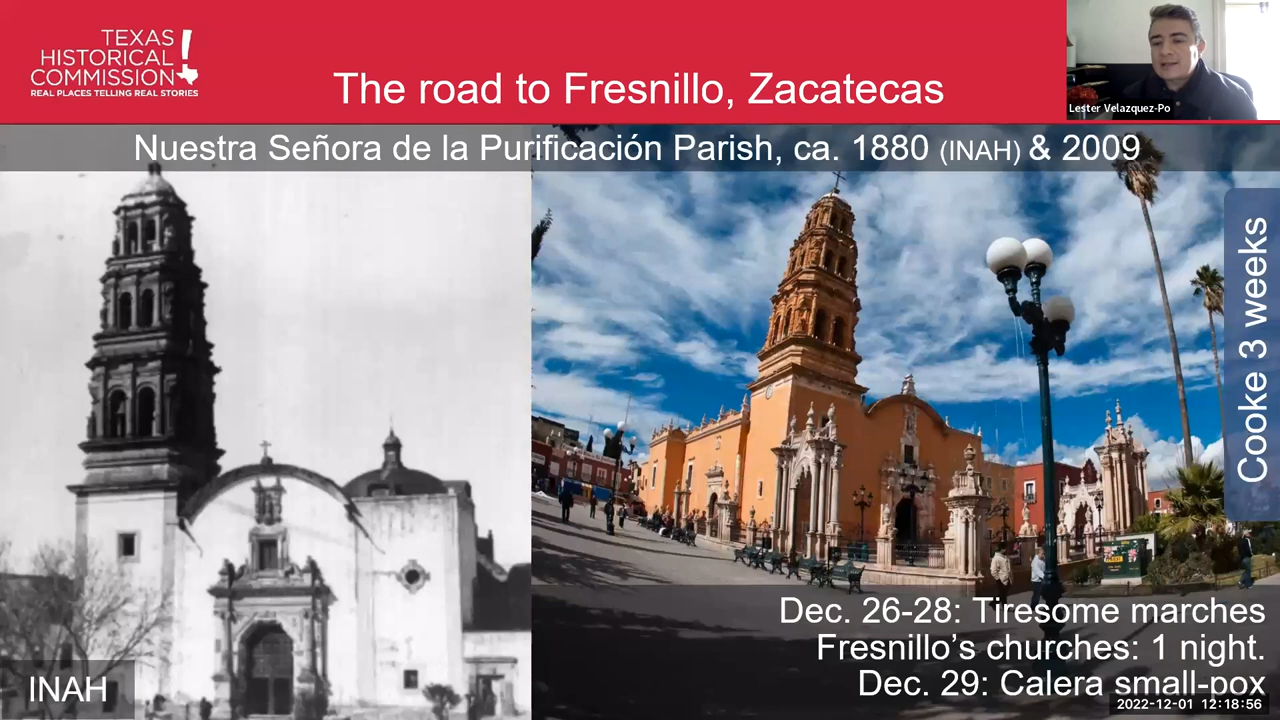 TEXAS
HISTORICAL
COMMISSION
REAL PLACES TELLING REAL STORIES
The road to Fresnillo, Zacatecas
Lester Velazquez-Po
Nuestra Señora de la Purificación Parish, ca. 1880 (INAH) & 2009
Cooke 3 weeks
INAH
Dec. 26-28: Tiresome marches
Fresnillo’s churches: 1 night.
Dec. 29: Calera small-pox
2022-12-01 12:18:56